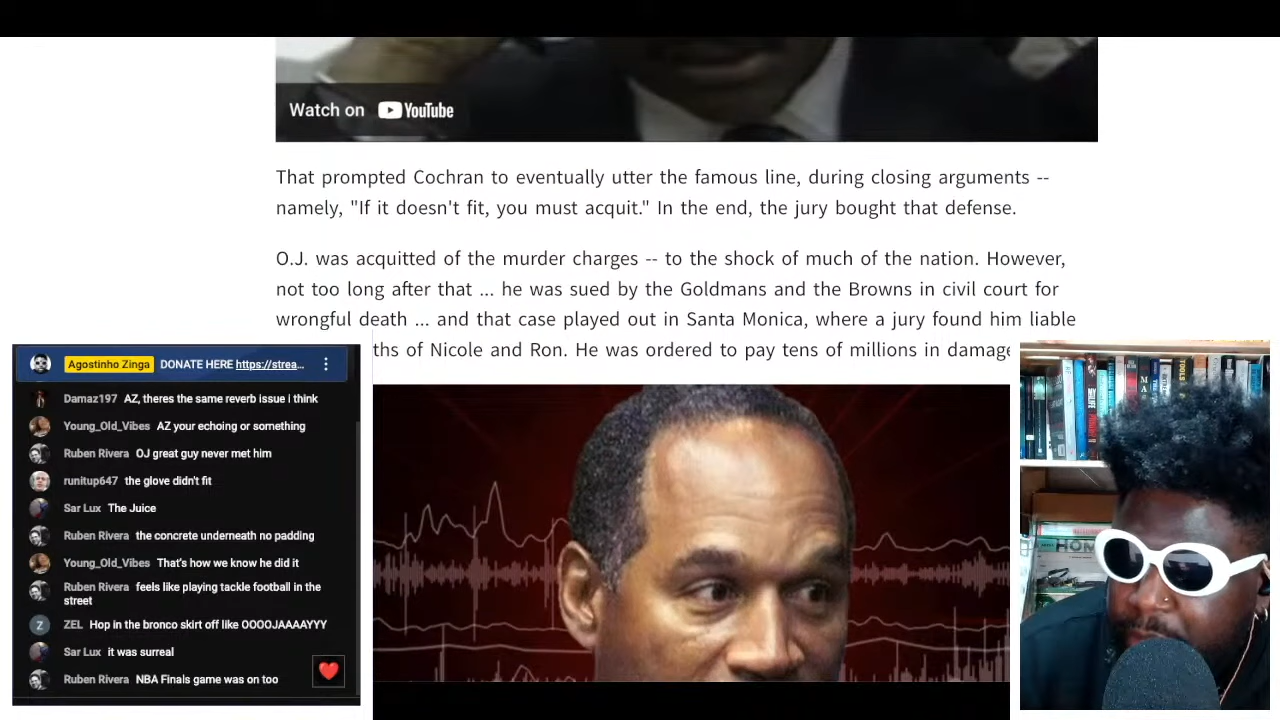 Watch on YouTube
That prompted Cochran to eventually utter the famous line, during closing arguments --
namely, "If it doesn't fit, you must acquit." In the end, the jury bought that defense.
O.J. was acquitted of the murder charges -- to the shock of much of the nation. However,
not too long after that ... he was sued by the Goldmans and the Browns in civil court for
wrongful death ... and that case played out in Santa Monica, where a jury found him liable
ths of Nicole and Ron. He was ordered to pay tens of millions in damage
Agostinho Zinga DONATE HERE https://strea...
Damaz197 AZ, theres the same reverb issue i think
Young_Old_Vibes AZ your echoing or something
Ruben Rivera OJ great guy never met him
runitup647 the glove didn't fit
Sar Lux The Juice
Ruben Rivera the concrete underneath no padding
Young_Old_Vibes That's how we know he did it
Ruben Rivera feels like playing tackle football in the
street
Z ZEL Hop in the bronco skirt off like OOOOJAAAAYYY
Sar Lux it was surreal
Ruben Rivera NBA Finals game was on too